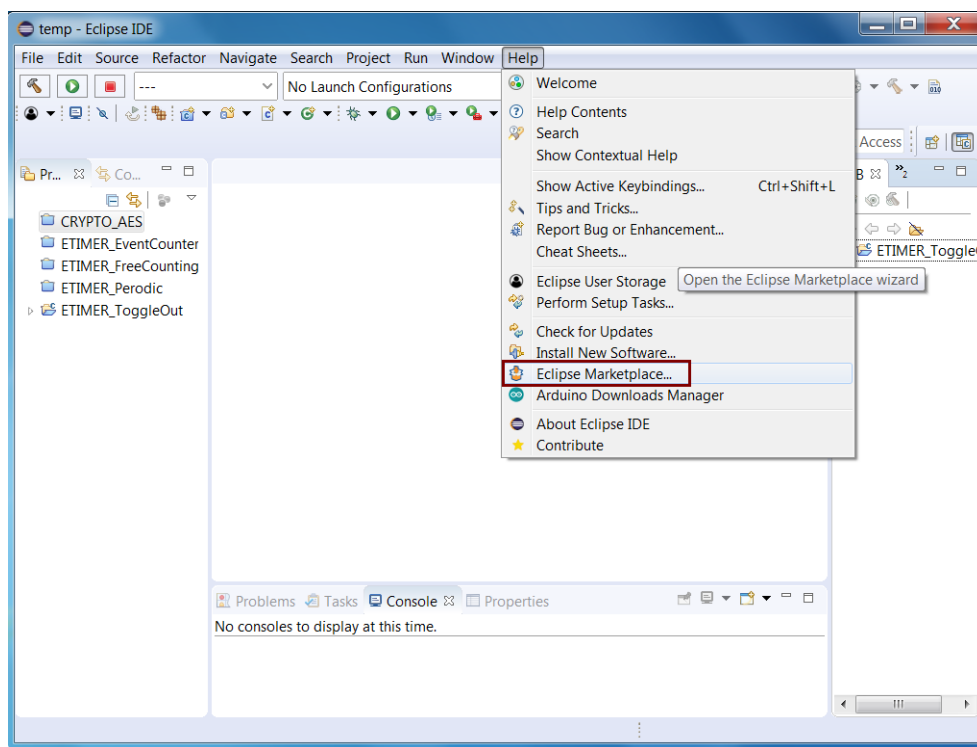 temp - Eclipse IDE
File Edit Source Refactor Navigate Search Project Run Window Help
--- No Launch Configurations
010
Access
Pr... Co...
B »2
CRYPTO_AES
ETIMER_EventCounter
ETIMER_FreeCounting
ETIMER_Perodic
ETIMER_ToggleOut
Welcome
Help Contents
Search
Show Contextual Help
Show Active Keybindings... Ctrl+Shift+L
Tips and Tricks...
Report Bug or Enhancement...
Cheat Sheets...
Eclipse User Storage
Open the Eclipse Marketplace wizard
Perform Setup Tasks...
Check for Updates
Install New Software...
Eclipse Marketplace...
Arduino Downloads Manager
About Eclipse IDE
Contribute
ETIMER_Toggle
Problems Tasks Console Properties
No consoles to display at this time.